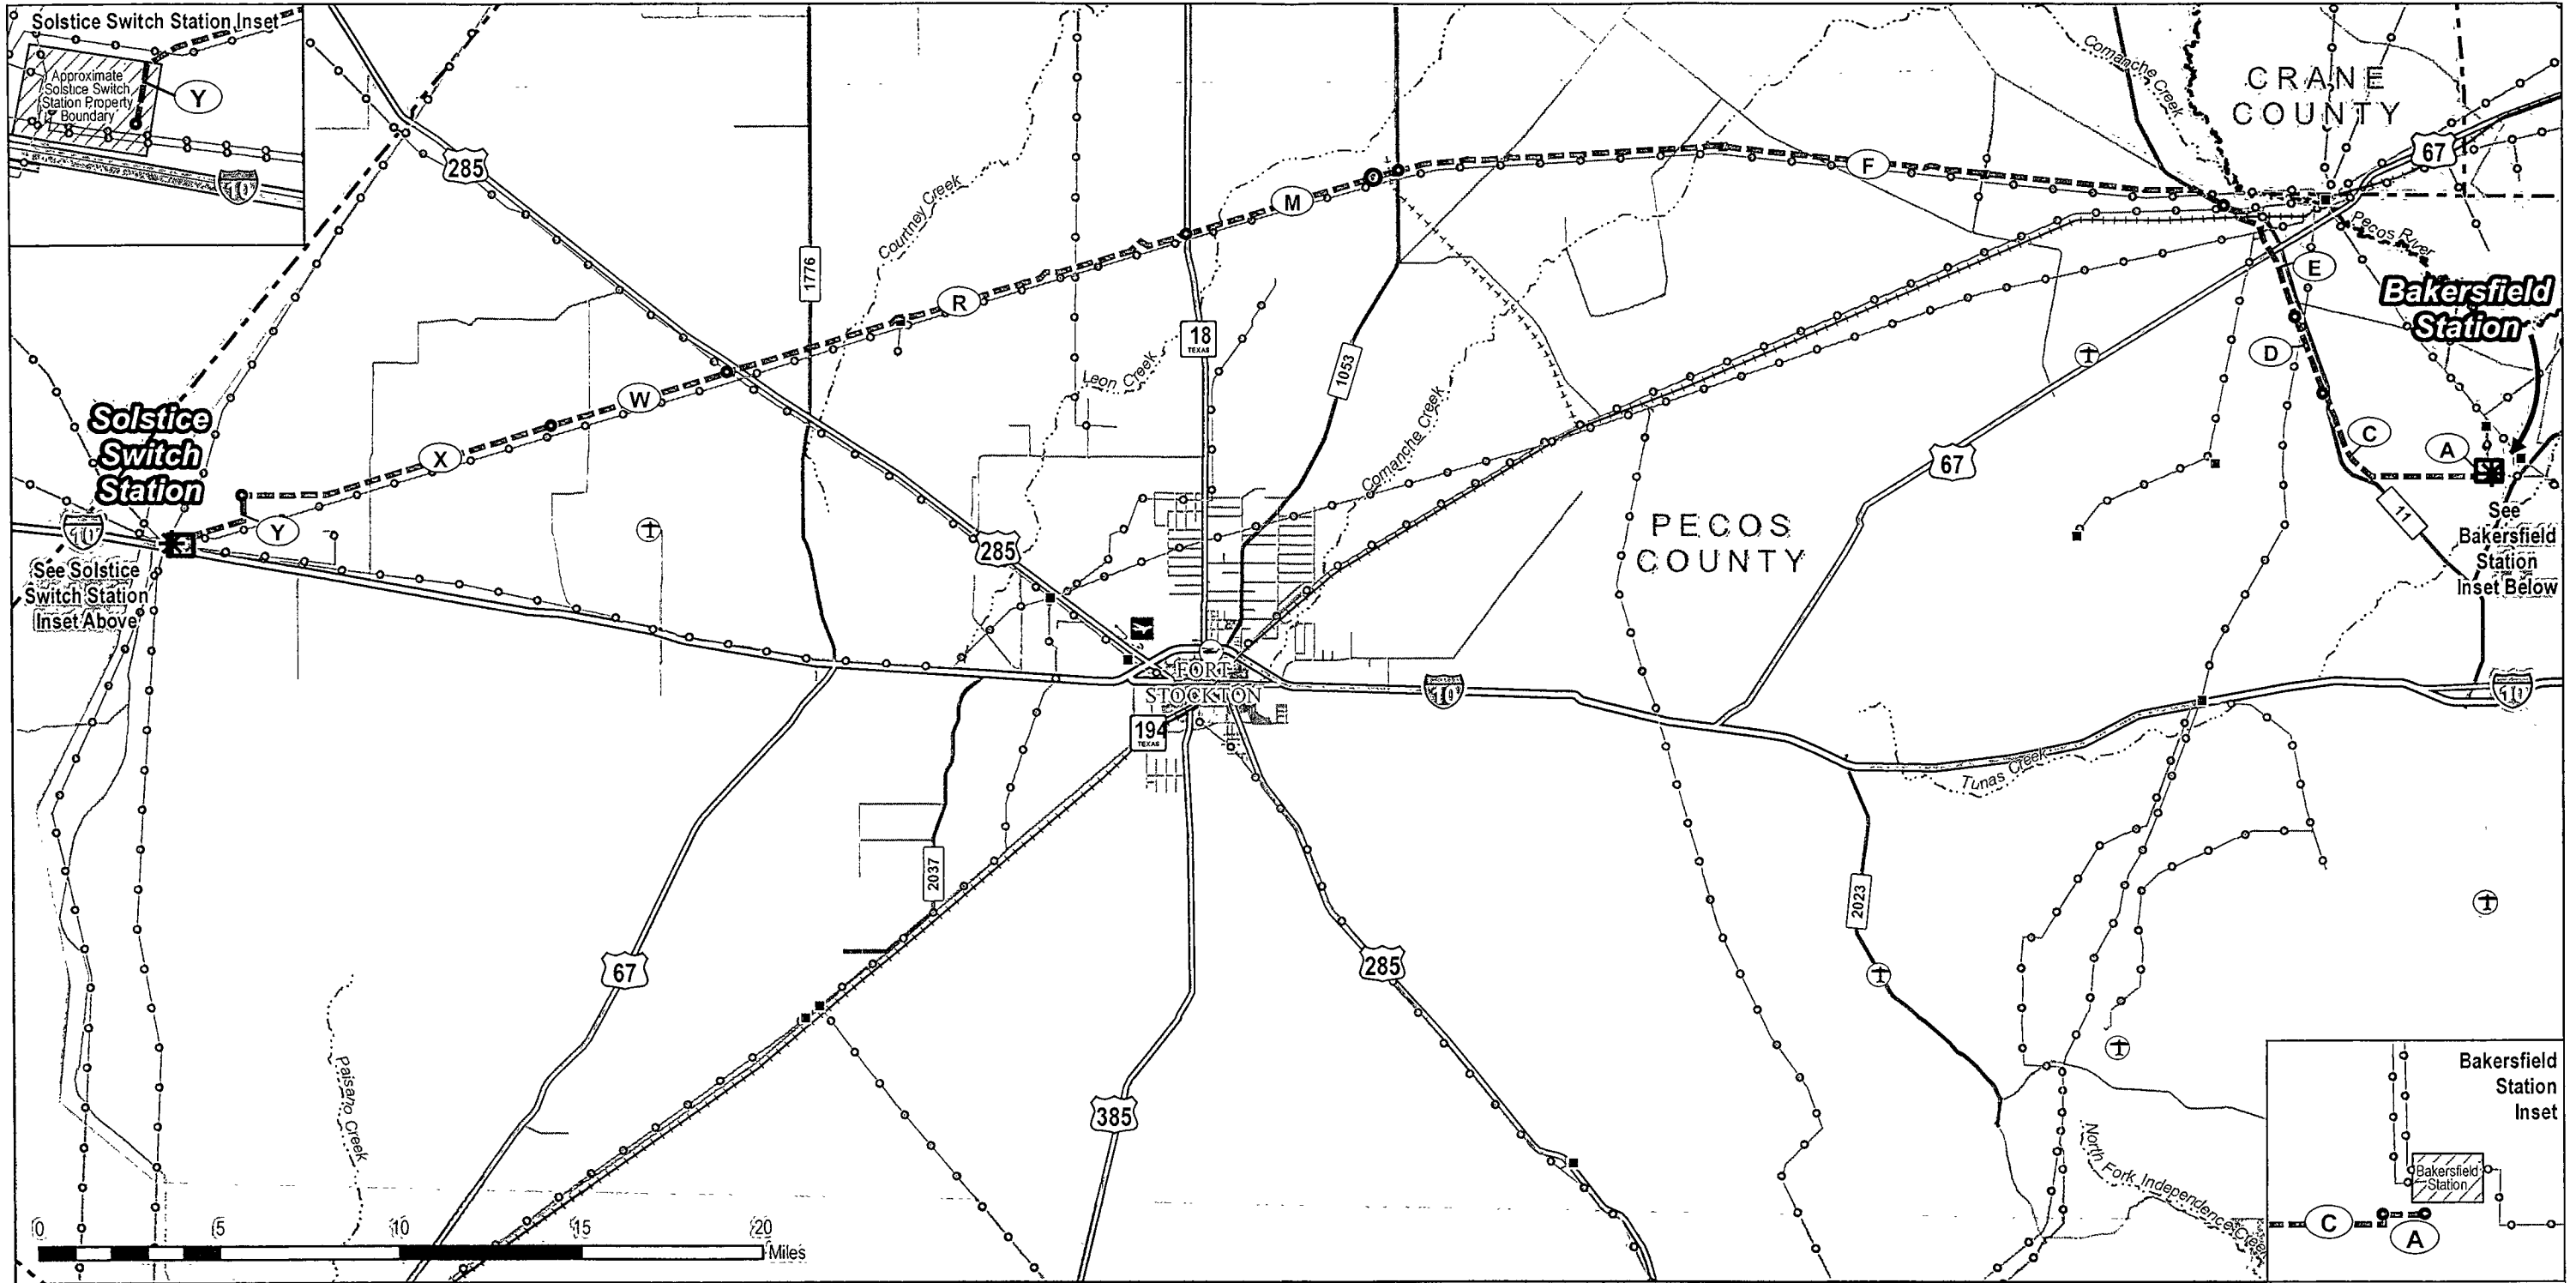 Solstice Switch Station Inset
Approximate
Solstice Switch
Station Property
Boundary
Y
10
285
Comanche Creek
CRANE
COUNTY
67
F
M
Courtney Creek
1776
R
Pecos River
E
Bakersfield
Station
18
TEXAS
1053
Leon Creek
D
W
Solstice
Switch
Station
X
Comanche Creek
C
A
67
Y
10
See Solstice
Switch Station
Inset Above
285
PECOS
COUNTY
11
See
Bakersfield
Station
Inset Below
FORT
STOCKTON
10
10
194
TEXAS
Tunas Creek
2037
2023
67
285
Paisano Creek
385
North Fork Independence Creek
Bakersfield
Station
Inset
Bakersfield
Station
C
A
0 5 10 15 20
Miles